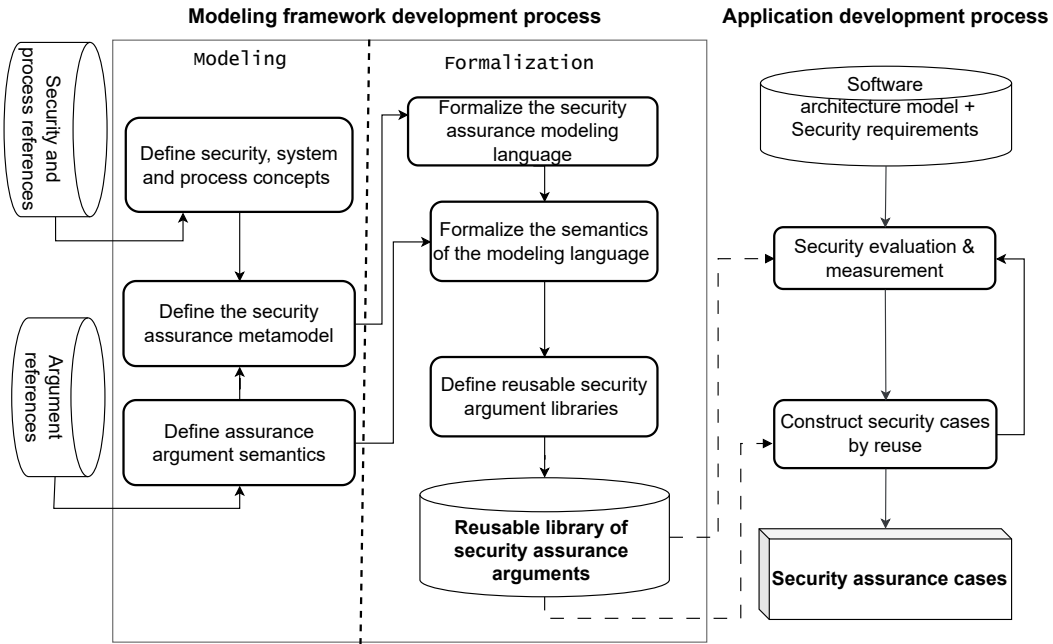 Modeling framework development process
Application development process
Modeling
Formalization
Security and
process references
Argument
references
Define security, system
and process concepts
Define the security
assurance metamodel
Define assurance
argument semantics
Formalize the security
assurance modeling
language
Formalize the semantics
of the modeling language
Define reusable security
argument libraries
Reusable library of
security assurance
arguments
Software
architecture model +
Security requirements
Security evaluation &
measurement
Construct security cases
by reuse
Security assurance cases